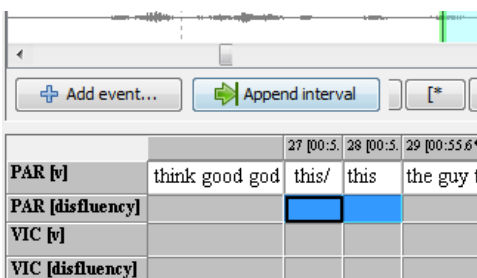 Add event... Append interval [*
27 [00:5. 28 [00:5. 29 [00:55.6
PAR [v] think good god this/ this the guy t
PAR [disfluency]
VIC [v]
VIC [disfluency]